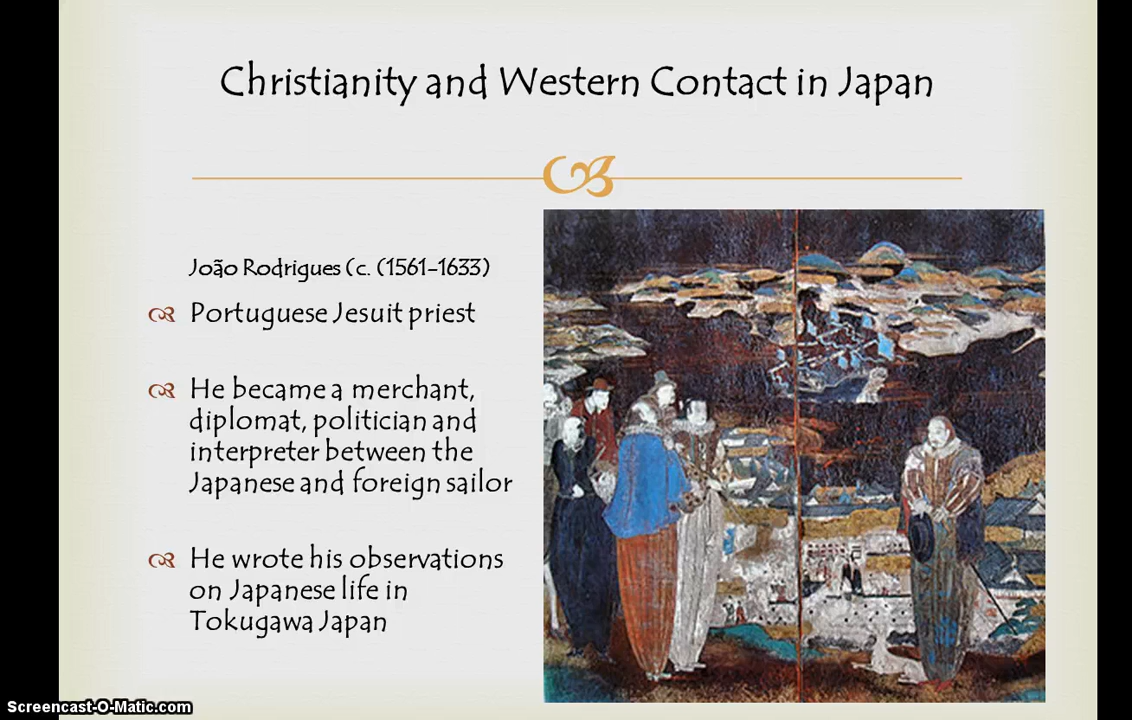 Christianity and Western Contact in Japan
João Rodrigues (c. (1561-1633)
Portuguese Jesuit priest
He became a merchant,
diplomat, politician and
interpreter between the
Japanese and foreign sailor
He wrote his observations
on Japanese life in
Tokugawa Japan
Screencast-O-Matic.com